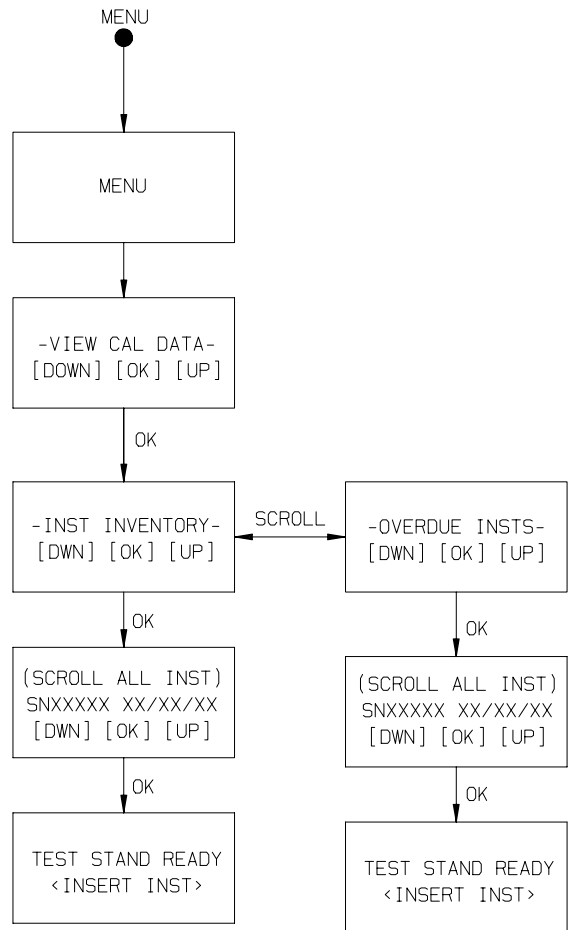 MENU
MENU
-VIEW CAL DATA-
[DOWN] [OK] [UP]
OK
-INST INVENTORY-
[DWN] [OK] [UP]
SCROLL
-OVERDUE INSTS-
[DWN] [OK] [UP]
OK
(SCROLL ALL INST)
SNXXXXX XX/XX/XX
[DWN] [OK] [UP]
OK
TEST STAND READY
<INSERT INST>
OK
(SCROLL ALL INST)
SNXXXXX XX/XX/XX
[DWN] [OK] [UP]
OK
TEST STAND READY
<INSERT INST>